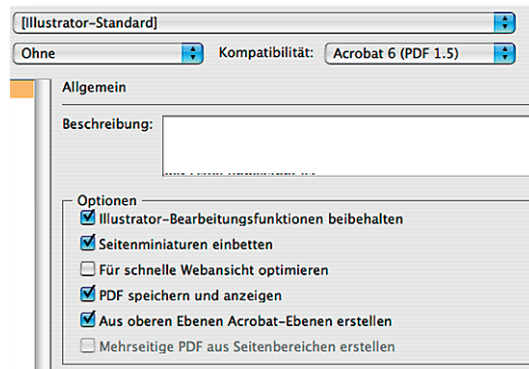 [Illustrator-Standard]
Ohne Kompatibilität: Acrobat 6 (PDF 1.5)
Allgemein
Beschreibung:
Optionen
Illustrator-Bearbeitungsfunktionen beibehalten
Seitenminiaturen einbetten
Für schnelle Webansicht optimieren
PDF speichern und anzeigen
Aus oberen Ebenen Acrobat-Ebenen erstellen
Mehrseitige PDF aus Seitenbereichen erstellen